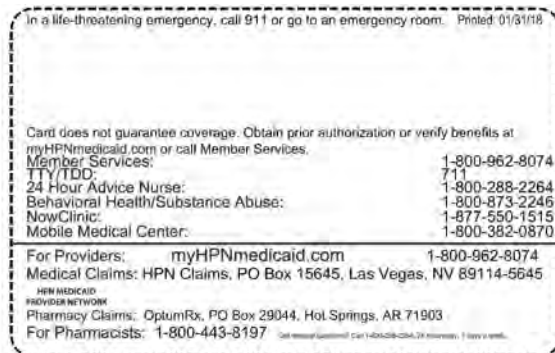 In a life-threatening emergency, call 911 or go to an emergency room. Printed: 01/31/18
Card does not guarantee coverage. Obtain prior authorization or verify benefits at
myHPNmedicaid.com or call Member Services.
Member Services: 1-800-962-8074
TTY/TDD: 711
24 Hour Advice Nurse: 1-800-288-2264
Behavioral Health/Substance Abuse: 1-800-873-2246
NowClinic: 1-877-550-1515
Mobile Medical Center: 1-800-382-0870
For Providers: myHPNmedicaid.com 1-800-962-8074
Medical Claims: HPN Claims, PO Box 15645, Las Vegas, NV 89114-5645
HPN MEDICAID
PROVIDER NETWORK
Pharmacy Claims: OptumRx, PO Box 29044, Hot Springs, AR 71903
For Pharmacists: 1-800-443-8197